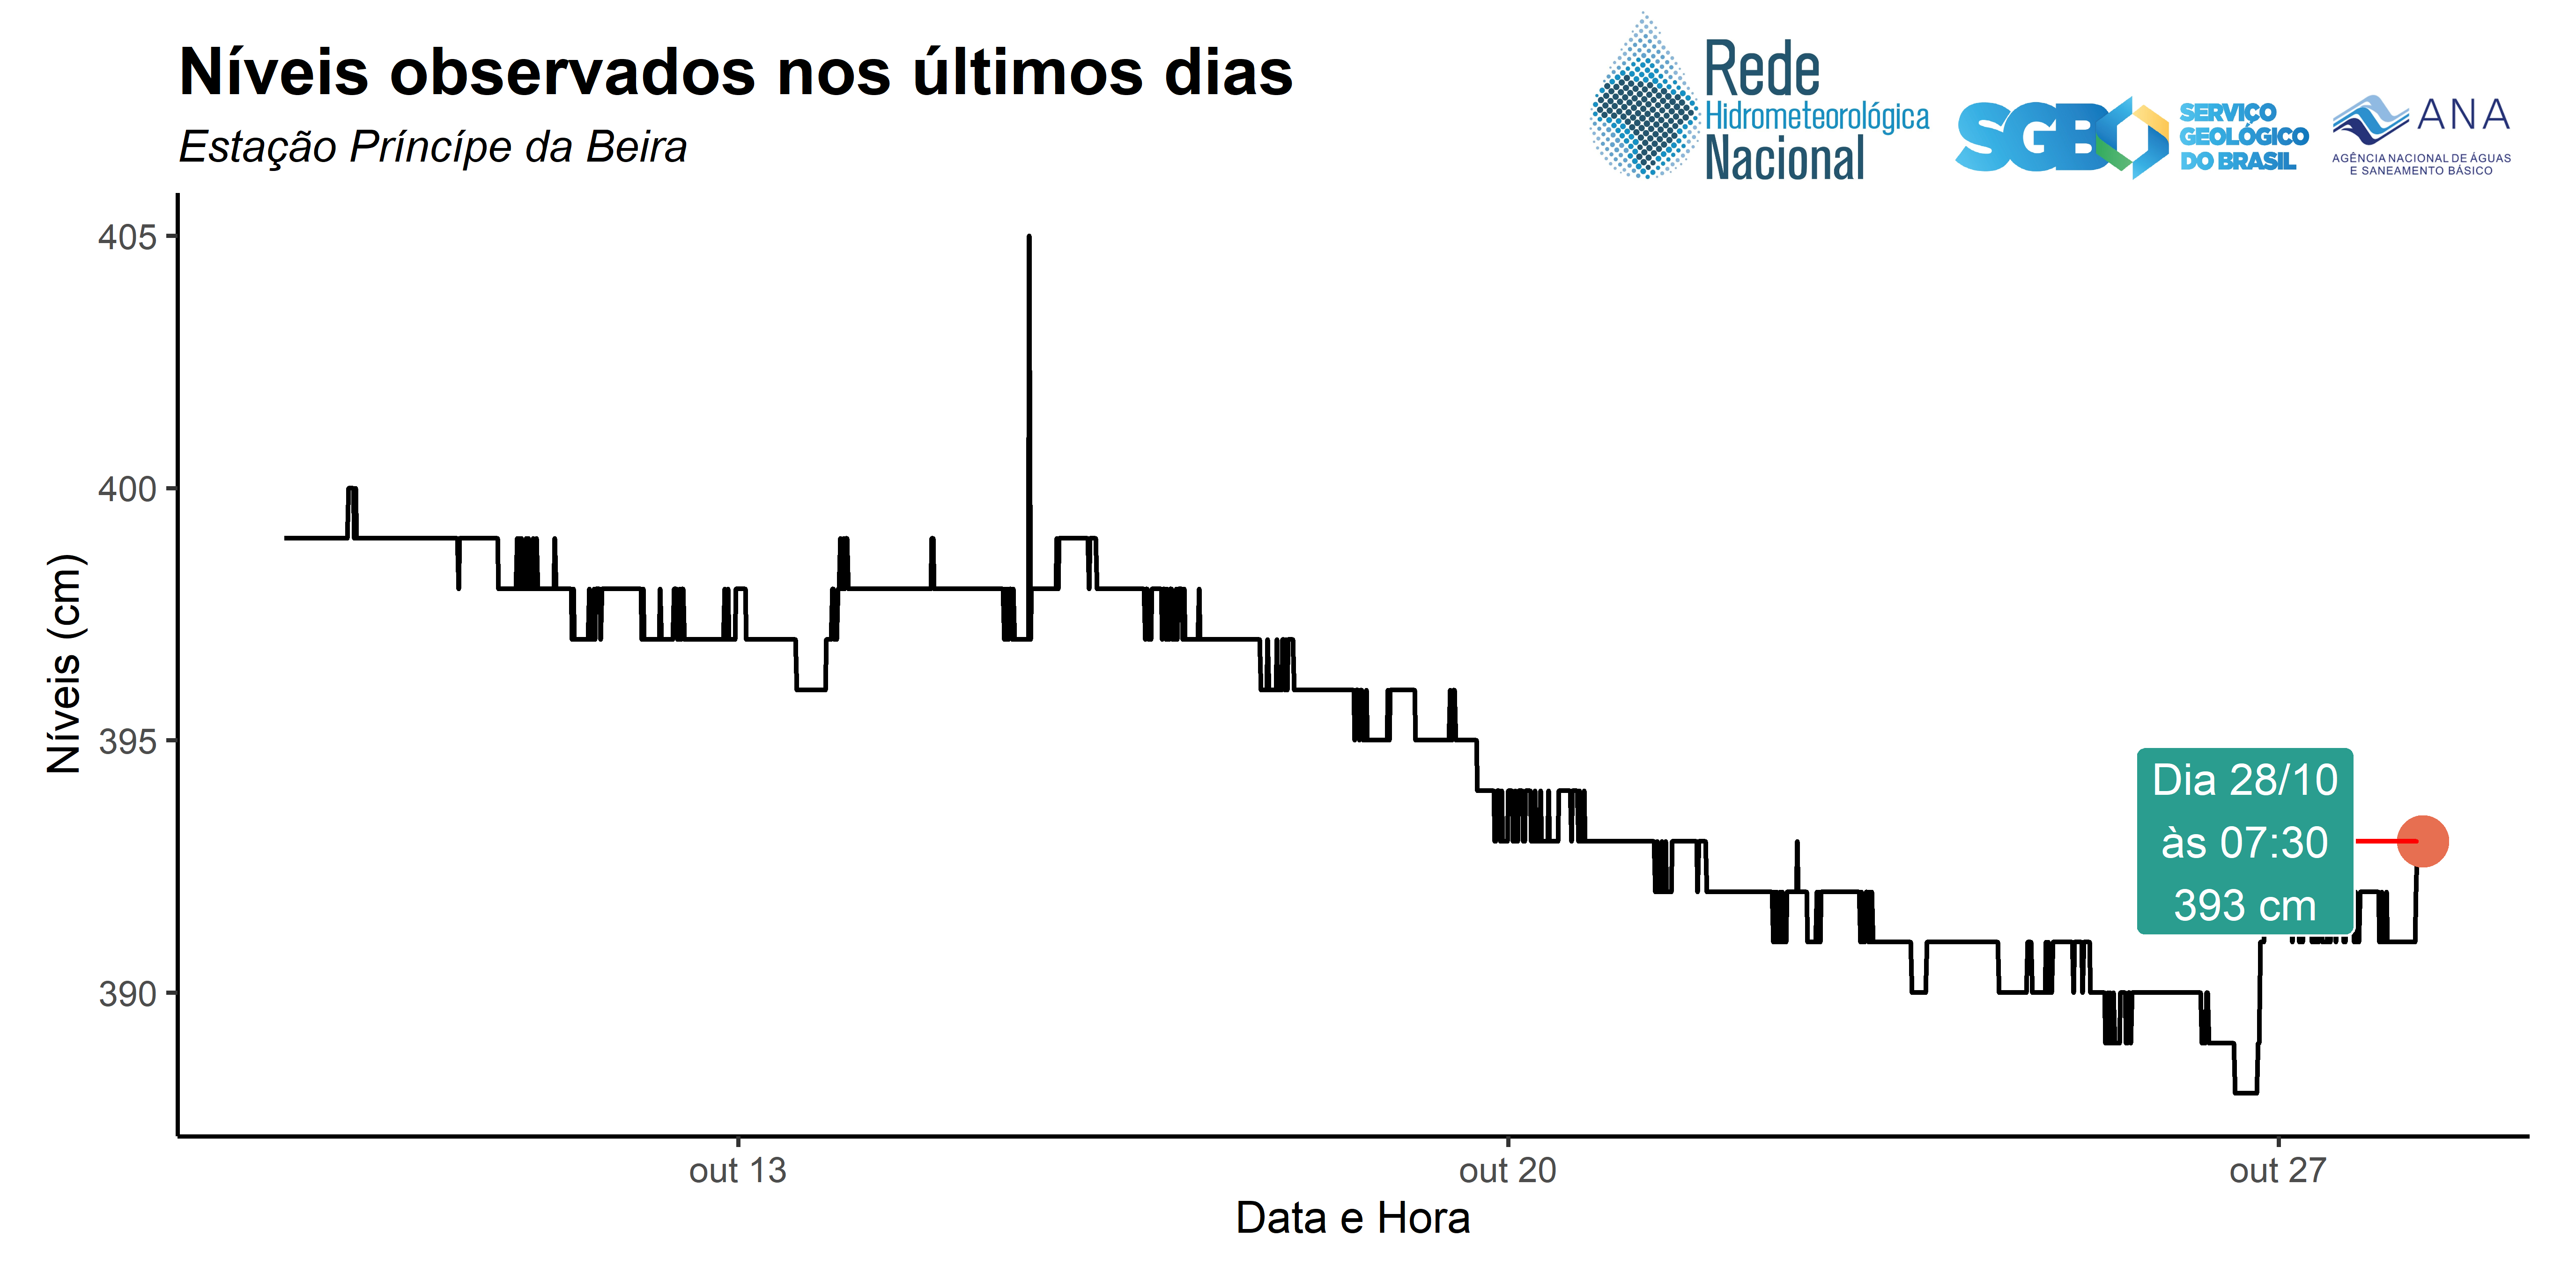 Níveis observados nos últimos dias
Estação Príncípe da Beira
Rede
Hidrometeorológica
Nacional
SGB
SERVIÇO
GEOLÓGICO
DO BRASIL
ANA
AGÊNCIA NACIONAL DE ÁGUAS
E SANEAMENTO BÁSICO
Níveis (cm)
405
400
395
390
Dia 28/10
às 07:30
393 cm
out 13
out 20
out 27
Data e Hora